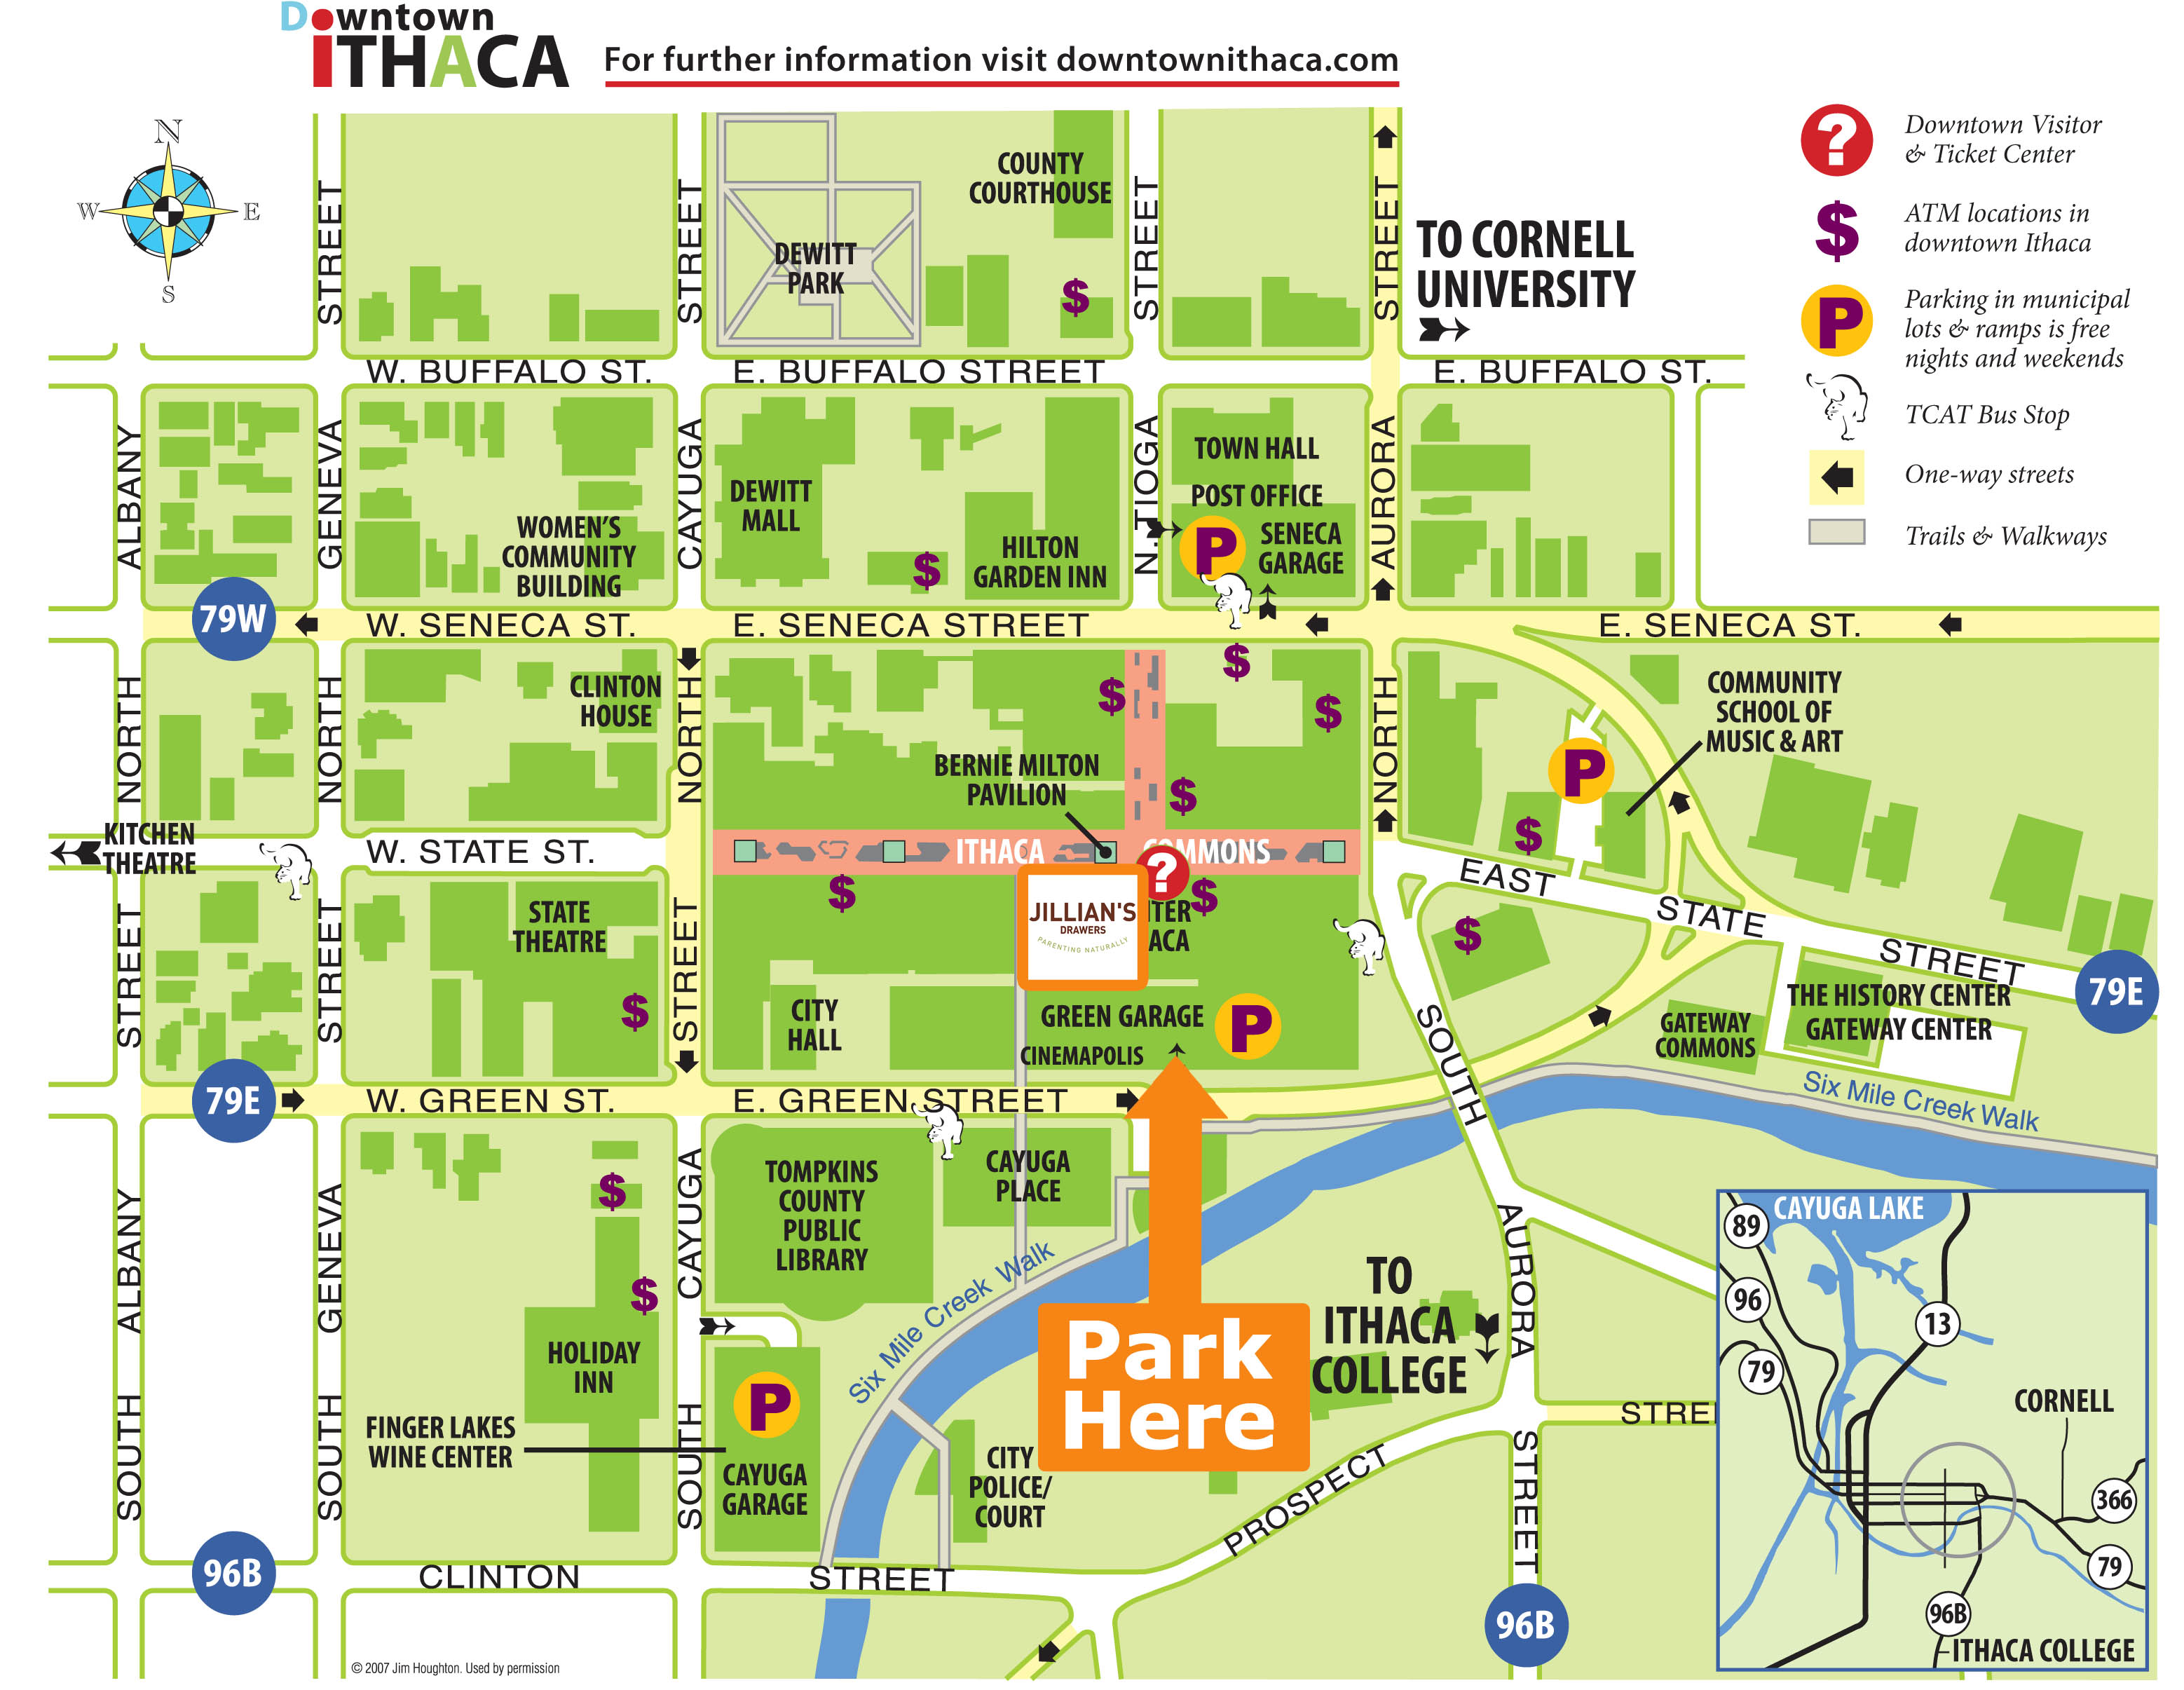 Downtown
iTHACA
For further information visit downtownithaca.com
N
W
E
S
?
Downtown Visitor
& Ticket Center
$
ATM locations in
downtown Ithaca
P
Parking in municipal
lots & ramps is free
nights and weekends
TCAT Bus Stop
One-way streets
Trails & Walkways
STREET
STREET
STREET
STREET
COUNTY
COURTHOUSE
DEWITT
PARK
$
TO CORNELL
UNIVERSITY
W. BUFFALO ST.
E. BUFFALO STREET
E. BUFFALO ST.
ALBANY
GENEVA
CAYUGA
N. TIOGA
AURORA
WOMEN'S
COMMUNITY
BUILDING
DEWITT
MALL
$
HILTON
GARDEN INN
TOWN HALL
POST OFFICE
P
SENECA
GARAGE
79W
W. SENECA ST.
E. SENECA STREET
E. SENECA ST.
NORTH
NORTH
NORTH
NORTH
CLINTON
HOUSE
$
$
$
$
BERNIE MILTON
PAVILION
COMMUNITY
SCHOOL OF
MUSIC & ART
P
$
KITCHEN
THEATRE
W. STATE ST.
ITHACA
COMMONS
?
EAST
STATE
STREET
79E
STREET
STREET
STREET
STATE
THEATRE
$
$
$
$
JILLIAN'S
DRAWERS
PARENTING NATURALLY
NTER
ACA
CITY
HALL
GREEN GARAGE
P
CINEMAPOLIS
SOUTH
GATEWAY
COMMONS
THE HISTORY CENTER
GATEWAY CENTER
Six Mile Creek Walk
79E
W. GREEN ST.
E. GREEN STREET
SOUTH ALBANY
SOUTH GENEVA
SOUTH CAYUGA
$
$
TOMPKINS
COUNTY
PUBLIC
LIBRARY
CAYUGA
PLACE
Six Mile Creek Walk
HOLIDAY
INN
FINGER LAKES
WINE CENTER
P
CAYUGA
GARAGE
CITY
POLICE/
COURT
Park
Here
TO
ITHACA
COLLEGE
AURORA
STREET
PROSPECT
STREE
96B
CLINTON
STREET
96B
CAYUGA LAKE
89
96
79
13
CORNELL
366
79
96B
ITHACA COLLEGE
© 2007 Jim Houghton. Used by permission